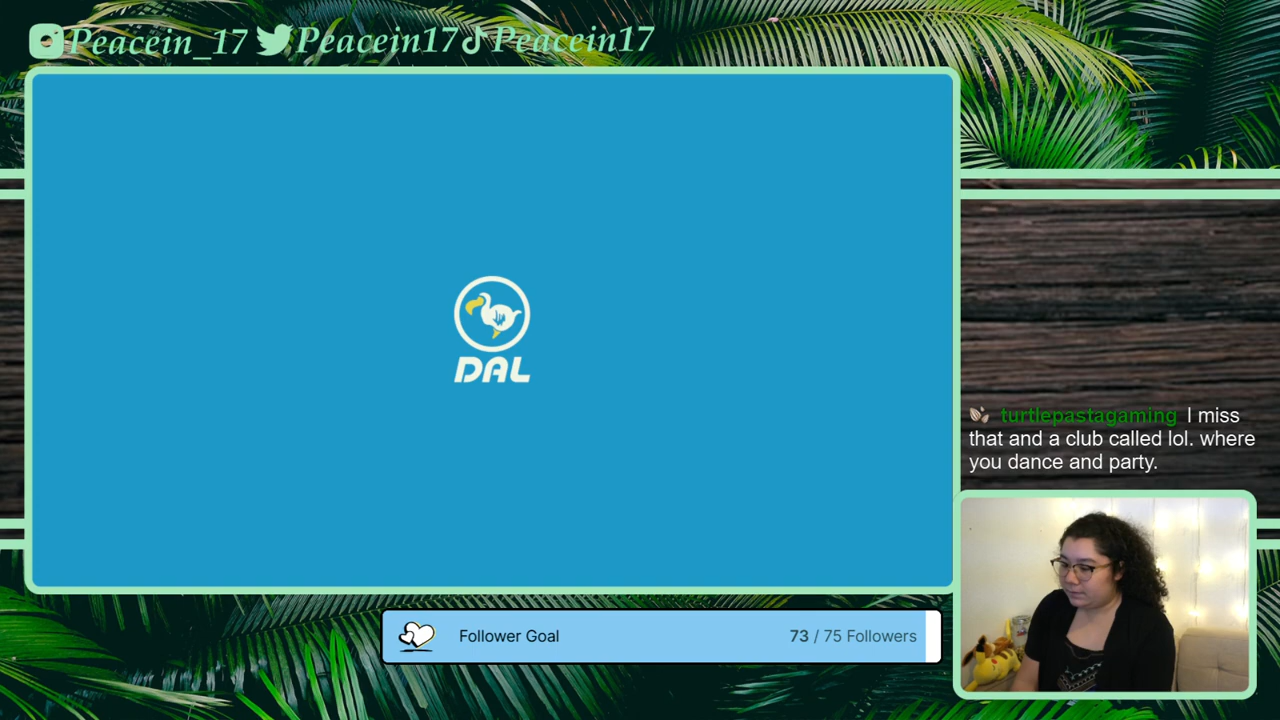 Peacein_17 Peacein17 Peacein17
DAL
turtlepastagaming I miss
that and a club called lol. where
you dance and party.
Follower Goal 73 / 75 Followers